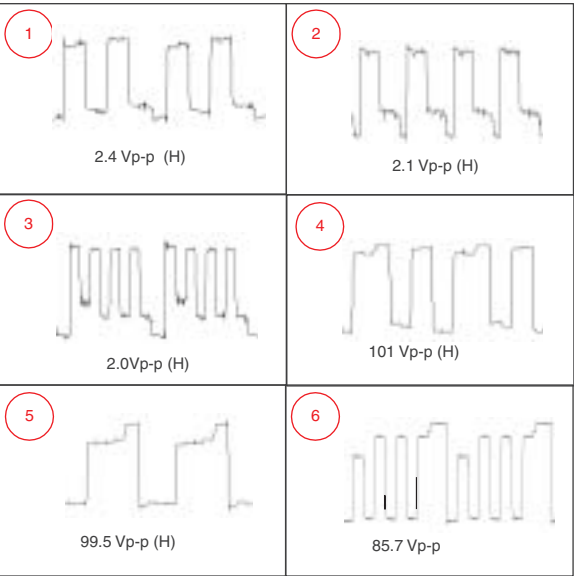 1
2.4 Vp-p (H)
2
2.1 Vp-p (H)
3
2.0Vp-p (H)
4
101 Vp-p (H)
5
99.5 Vp-p (H)
6
85.7 Vp-p